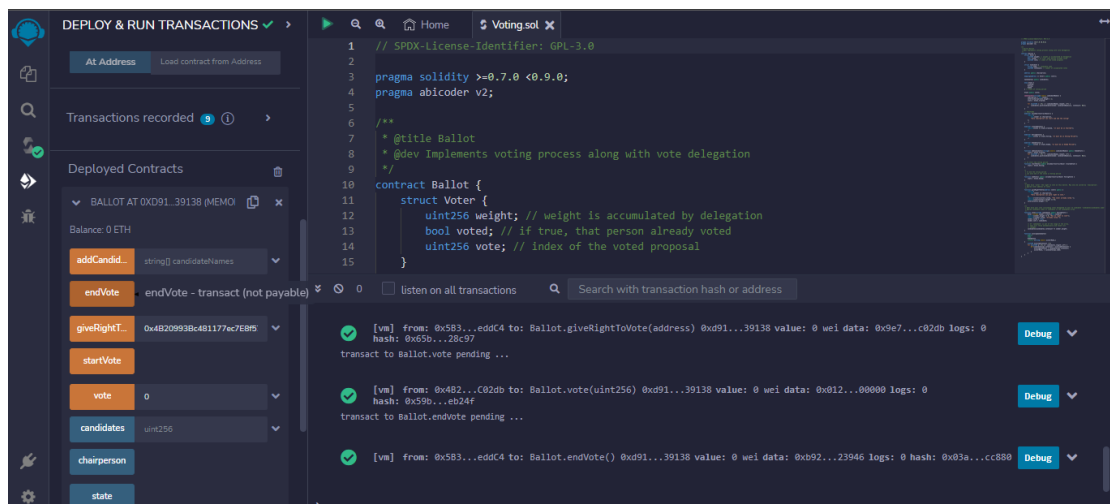 DEPLOY & RUN TRANSACTIONS
At Address Load contract from Address
Transactions recorded 9
Deployed Contracts
BALLOT AT 0XD91...39138 (MEMO
Balance: 0 ETH
addCandid... string[] candidateNames
endVote endVote - transact (not payable)
giveRightT... 0x4B20993Bc481177ec7E8f5
startVote
vote 0
candidates uint256
chairperson
state
Home Voting.sol
1 // SPDX-License-Identifier: GPL-3.0
2
3 pragma solidity >=0.7.0 <0.9.0;
4 pragma abicoder v2;
5
6 /**
7 * @title Ballot
8 * @dev Implements voting process along with vote delegation
9 */
10 contract Ballot {
11 struct Voter {
12 uint256 weight; // weight is accumulated by delegation
13 bool voted; // if true, that person already voted
14 uint256 vote; // index of the voted proposal
15 }
0 listen on all transactions Search with transaction hash or address
[vm] from: 0x5B3...eddC4 to: Ballot.giveRightToVote(address) 0xd91...39138 value: 0 wei data: 0x9e7...c02db logs: 0
hash: 0x65b...28c97
Debug
transact to Ballot.vote pending ...
[vm] from: 0x4B2...C02db to: Ballot.vote(uint256) 0xd91...39138 value: 0 wei data: 0x012...00000 logs: 0
hash: 0x59b...eb24f
Debug
transact to Ballot.endVote pending ...
[vm] from: 0x5B3...eddC4 to: Ballot.endVote() 0xd91...39138 value: 0 wei data: 0xb92...23946 logs: 0 hash: 0x03a...cc880
Debug